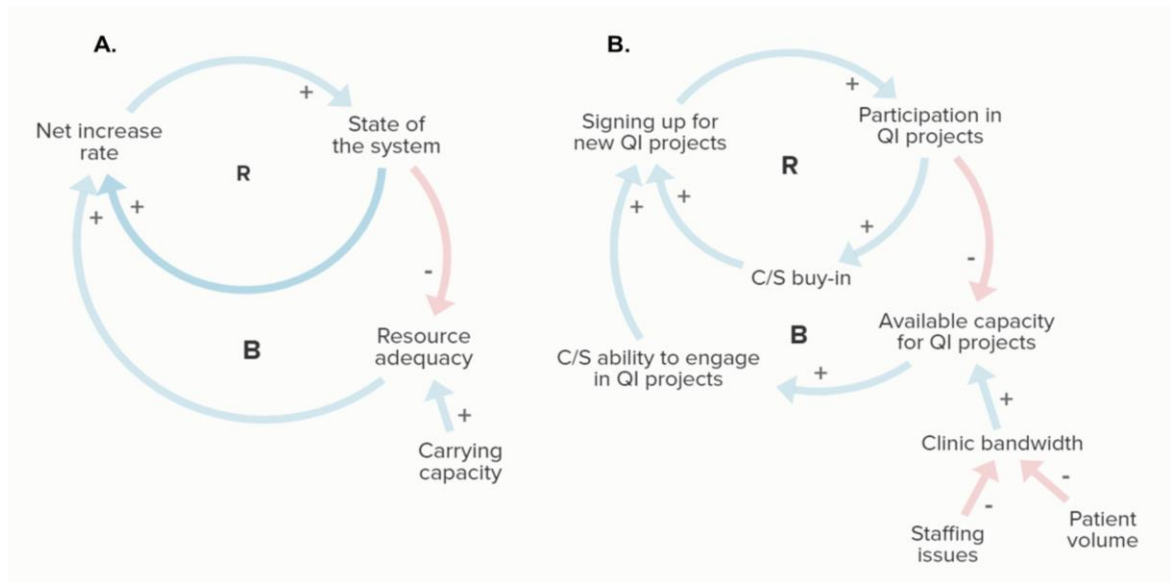 A.
Net increase
rate
+
State of
the system
R
+
+
-
B
Resource
adequacy
+
Carrying
capacity
B.
Signing up for
new QI projects
+
Participation in
QI projects
R
+
+
+
-
C/S buy-in
Available capacity
for QI projects
B
C/S ability to engage
in QI projects
+
+
Clinic bandwidth
-
-
Staffing
issues
Patient
volume